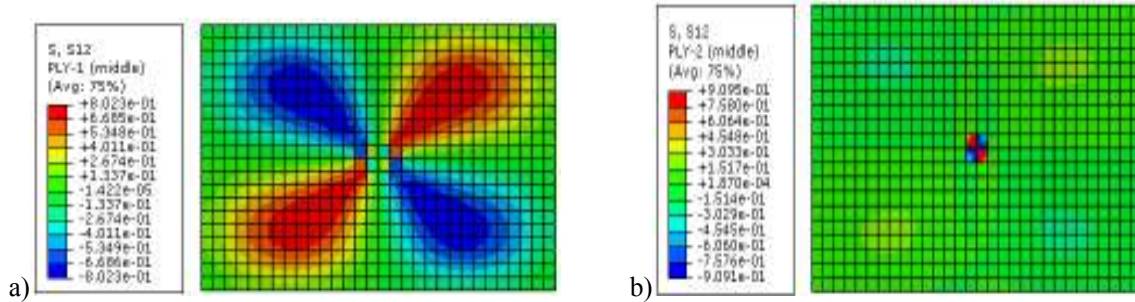 S, S12
PLY-1 (middle)
(Avg: 75%)
+8.023e-01
+6.685e-01
+5.348e-01
+4.011e-01
+2.674e-01
+1.337e-01
-1.422e-05
-1.337e-01
-2.674e-01
-4.011e-01
-5.349e-01
-6.686e-01
-8.023e-01
a)
S, S12
PLY-2 (middle)
(Avg: 75%)
+9.095e-01
+7.580e-01
+6.064e-01
+4.548e-01
+3.033e-01
+1.517e-01
+1.870e-04
-1.514e-01
-3.029e-01
-4.545e-01
-6.060e-01
-7.576e-01
-9.091e-01
b)